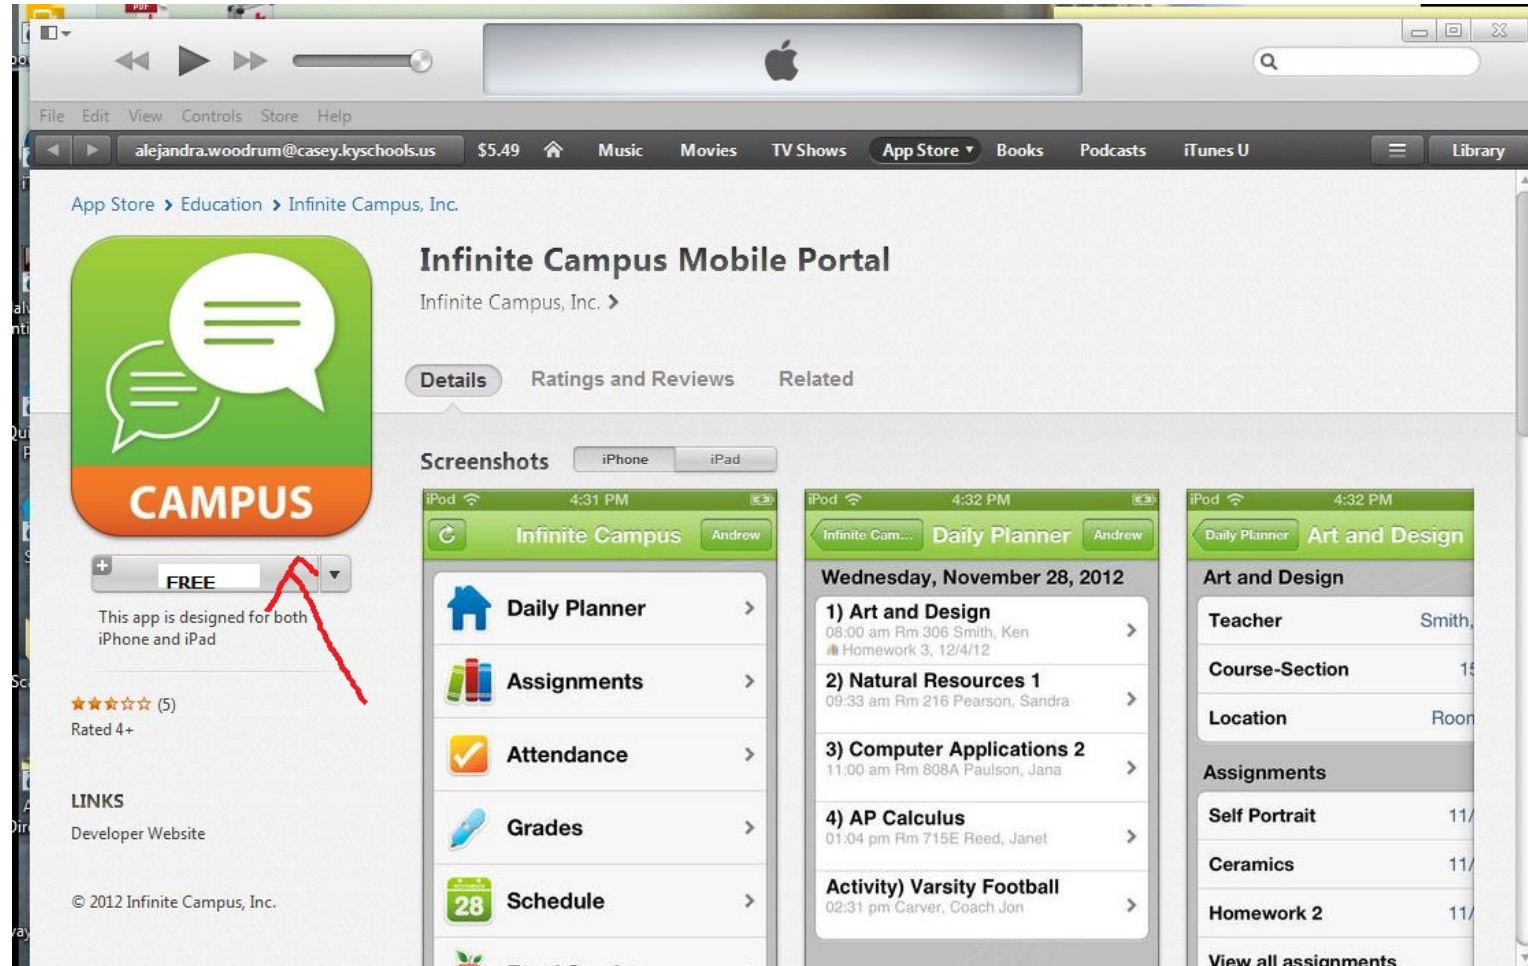 PDF
File Edit View Controls Store Help
alejandra.woodrum@casey.kyschools.us $5.49 Music Movies TV Shows App Store Books Podcasts iTunes U Library
App Store > Education > Infinite Campus, Inc.
Infinite Campus Mobile Portal
Infinite Campus, Inc. >
Details Ratings and Reviews Related
CAMPUS
FREE
This app is designed for both
iPhone and iPad
(5)
Rated 4+
LINKS
Developer Website
© 2012 Infinite Campus, Inc.
Screenshots iPhone iPad
iPod 4:31 PM
Infinite Campus Andrew
Daily Planner
Assignments
Attendance
Grades
28 Schedule
iPod 4:32 PM
Infinite Cam... Daily Planner Andrew
Wednesday, November 28, 2012
1) Art and Design
08:00 am Rm 306 Smith, Ken
Homework 3, 12/4/12
2) Natural Resources 1
09:33 am Rm 216 Pearson, Sandra
3) Computer Applications 2
11:00 am Rm 808A Paulson, Jana
4) AP Calculus
01:04 pm Rm 715E Reed, Janet
Activity) Varsity Football
02:31 pm Carver, Coach Jon
iPod 4:32 PM
Daily Planner Art and Design
Art and Design
Teacher Smith,
Course-Section
Location Room
Assignments
Self Portrait 11/
Ceramics 11/
Homework 2 11/
View all assignments